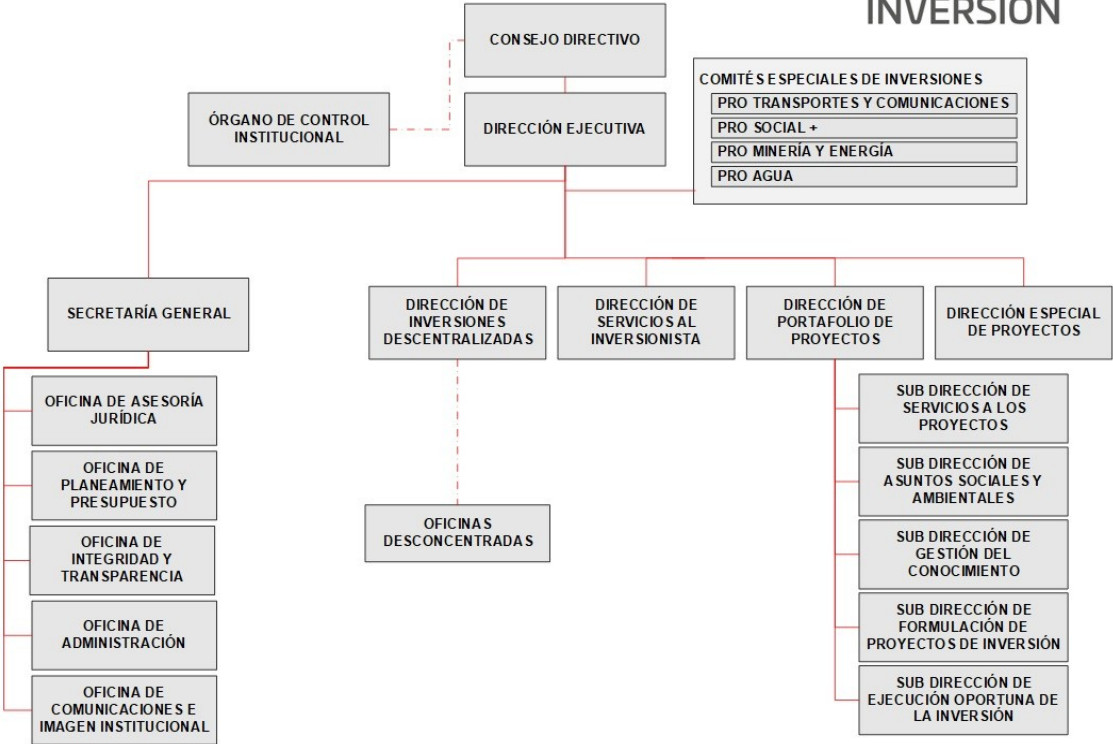 INVERSIÓN
CONSEJO DIRECTIVO
COMITÉS ESPECIALES DE INVERSIONES
PRO TRANSPORTES Y COMUNICACIONES
PRO SOCIAL +
PRO MINERÍA Y ENERGÍA
PRO AGUA
ÓRGANO DE CONTROL
INSTITUCIONAL
DIRECCIÓN EJECUTIVA
SECRETARÍA GENERAL
DIRECCIÓN DE
INVERSIONES
DESCENTRALIZADAS
DIRECCIÓN DE
SERVICIOS AL
INVERSIONISTA
DIRECCIÓN DE
PORTAFOLIO DE
PROYECTOS
DIRECCIÓN ESPECIAL
DE PROYECTOS
OFICINA DE ASESORÍA
JURÍDICA
OFICINA DE
PLANEAMIENTO Y
PRESUPUESTO
OFICINA DE
INTEGRIDAD Y
TRANSPARENCIA
OFICINA DE
ADMINISTRACIÓN
OFICINA DE
COMUNICACIONES E
IMAGEN INSTITUCIONAL
OFICINAS
DESCONCENTRADAS
SUB DIRECCIÓN DE
SERVICIOS A LOS
PROYECTOS
SUB DIRECCIÓN DE
ASUNTOS SOCIALES Y
AMBIENTALES
SUB DIRECCIÓN DE
GESTIÓN DEL
CONOCIMIENTO
SUB DIRECCIÓN DE
FORMULACIÓN DE
PROYECTOS DE INVERSIÓN
SUB DIRECCIÓN DE
EJECUCIÓN OPORTUNA DE
LA INVERSIÓN